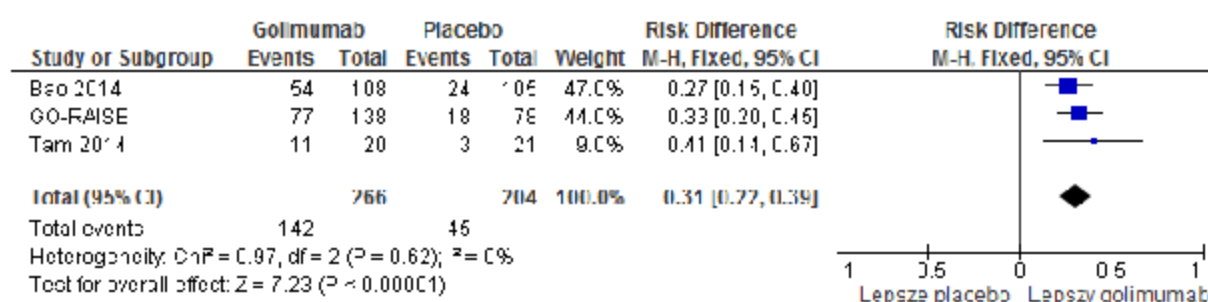 Golimumab Placebo Risk Difference Risk Difference
Study or Subgroup Events Total Events Total Weight M-H, Fixed, 95% CI M-H, Fixed, 95% CI
Bao 2014 54 108 24 105 47.0% 0.27 [0.15, 0.40]
GO-RAISE 77 138 18 78 44.0% 0.33 [0.20, 0.45]
Tam 2014 11 20 3 21 9.0% 0.41 [0.14, 0.67]
Total (95% CI) 266 204 100.0% 0.31 [0.22, 0.39]
Total events 142 45
Heterogeneity: Chi² = 0.97, df = 2 (P = 0.62); I² = 0%
Test for overall effect: Z = 7.23 (P < 0.00001)
1 0.5 0 0.5 1
Lepsze placebo Lepszy golimumab